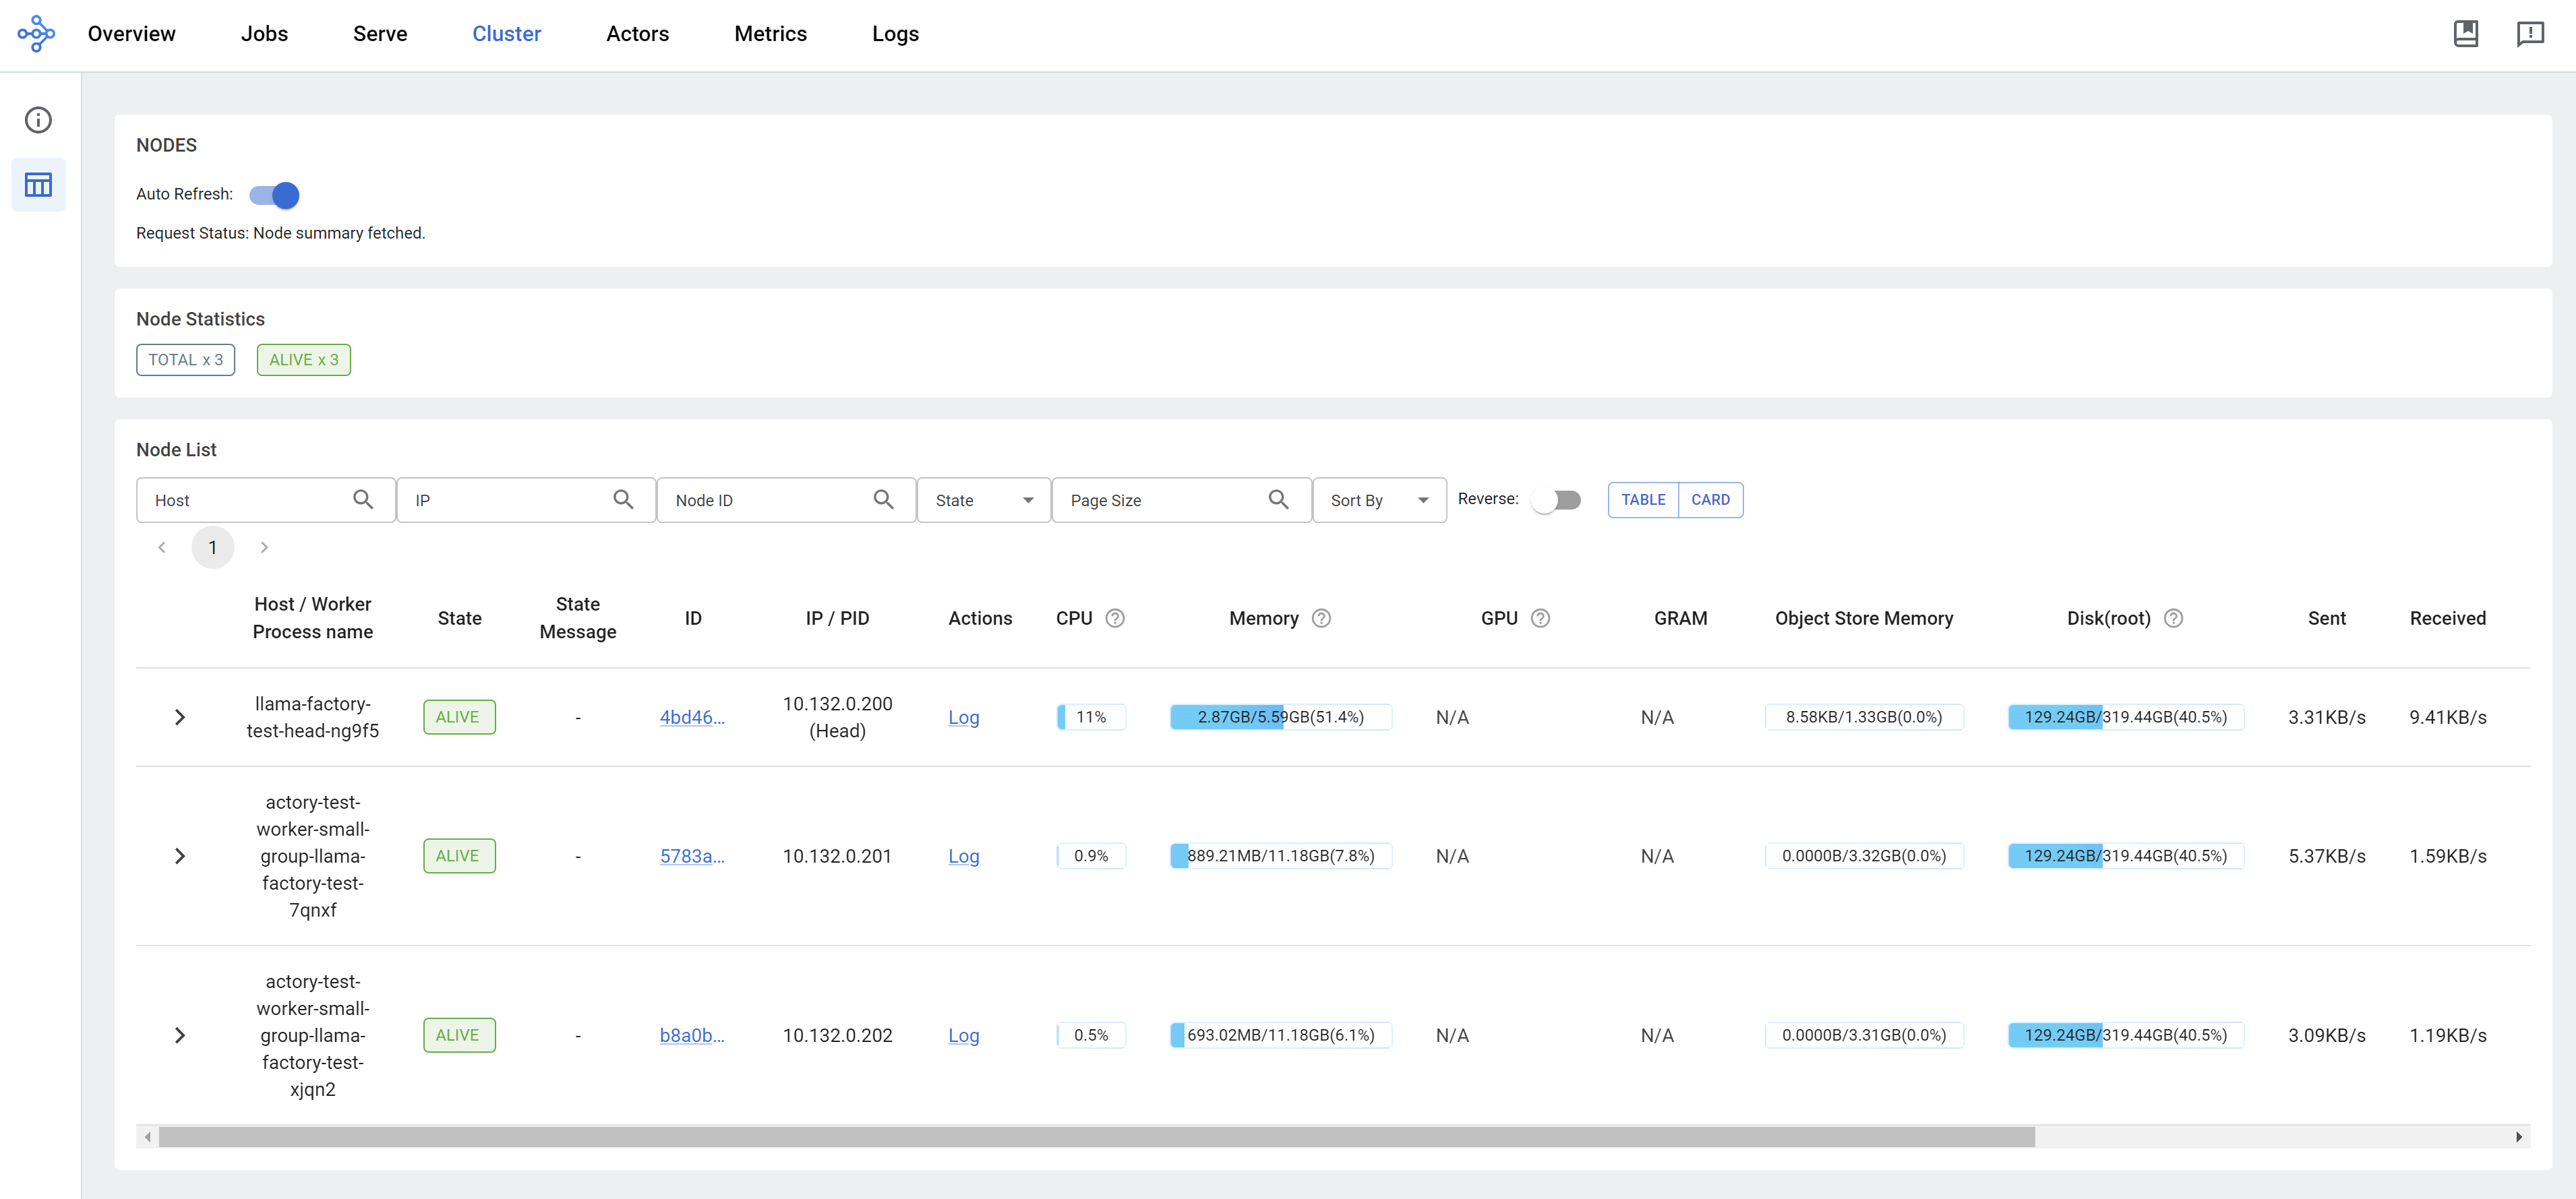 Overview Jobs Serve Cluster Actors Metrics Logs
NODES
Auto Refresh:
Request Status: Node summary fetched.
Node Statistics
TOTAL x 3 ALIVE x 3
Node List
Host IP Node ID State Page Size Sort By Reverse: TABLE CARD
1
Host / Worker Process name State State Message ID IP / PID Actions CPU Memory GPU GRAM Object Store Memory Disk(root) Sent Received
llama-factory-
test-head-ng9f5
ALIVE - 4bd46... 10.132.0.200
(Head)
Log 11% 2.87GB/5.59GB(51.4%) N/A N/A 8.58KB/1.33GB(0.0%) 129.24GB/319.44GB(40.5%) 3.31KB/s 9.41KB/s
actory-test-
worker-small-
group-llama-
factory-test-
7qnxf
ALIVE - 5783a... 10.132.0.201 Log 0.9% 889.21MB/11.18GB(7.8%) N/A N/A 0.0000B/3.32GB(0.0%) 129.24GB/319.44GB(40.5%) 5.37KB/s 1.59KB/s
actory-test-
worker-small-
group-llama-
factory-test-
xjqn2
ALIVE - b8a0b... 10.132.0.202 Log 0.5% 693.02MB/11.18GB(6.1%) N/A N/A 0.0000B/3.31GB(0.0%) 129.24GB/319.44GB(40.5%) 3.09KB/s 1.19KB/s